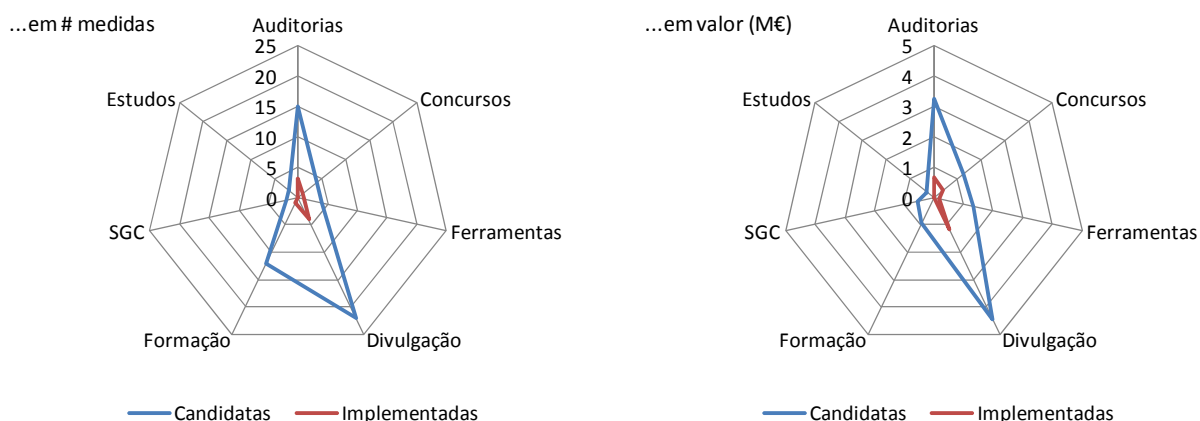 ...em # medidas
Auditorias
25
20
15
10
5
0
Concursos
Ferramentas
Divulgação
Formação
SGC
Estudos
Candidatas
Implementadas
...em valor (M€)
Auditorias
5
4
3
2
1
0
Concursos
Ferramentas
Divulgação
Formação
SGC
Estudos
Candidatas
Implementadas